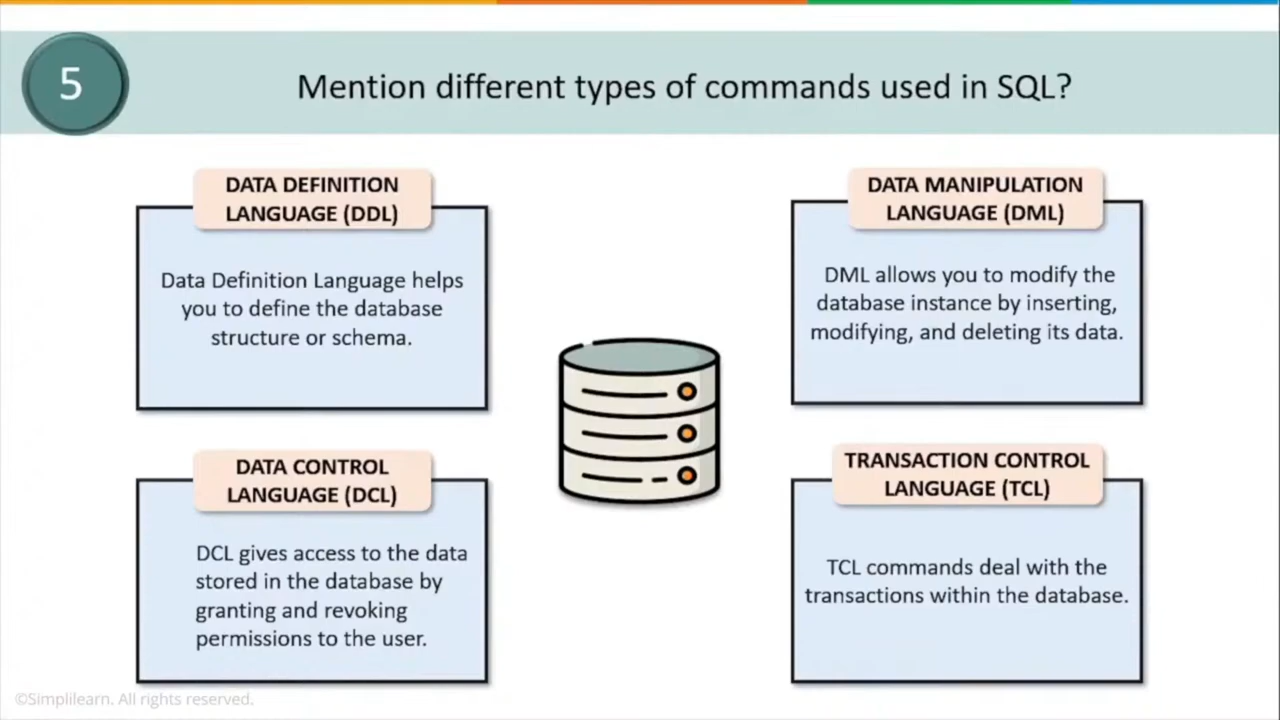 5
Mention different types of commands used in SQL?
DATA DEFINITION
LANGUAGE (DDL)
Data Definition Language helps
you to define the database
structure or schema.
DATA MANIPULATION
LANGUAGE (DML)
DML allows you to modify the
database instance by inserting,
modifying, and deleting its data.
DATA CONTROL
LANGUAGE (DCL)
DCL gives access to the data
stored in the database by
granting and revoking
permissions to the user.
TRANSACTION CONTROL
LANGUAGE (TCL)
TCL commands deal with the
transactions within the database.
©Simplilearn. All rights reserved.